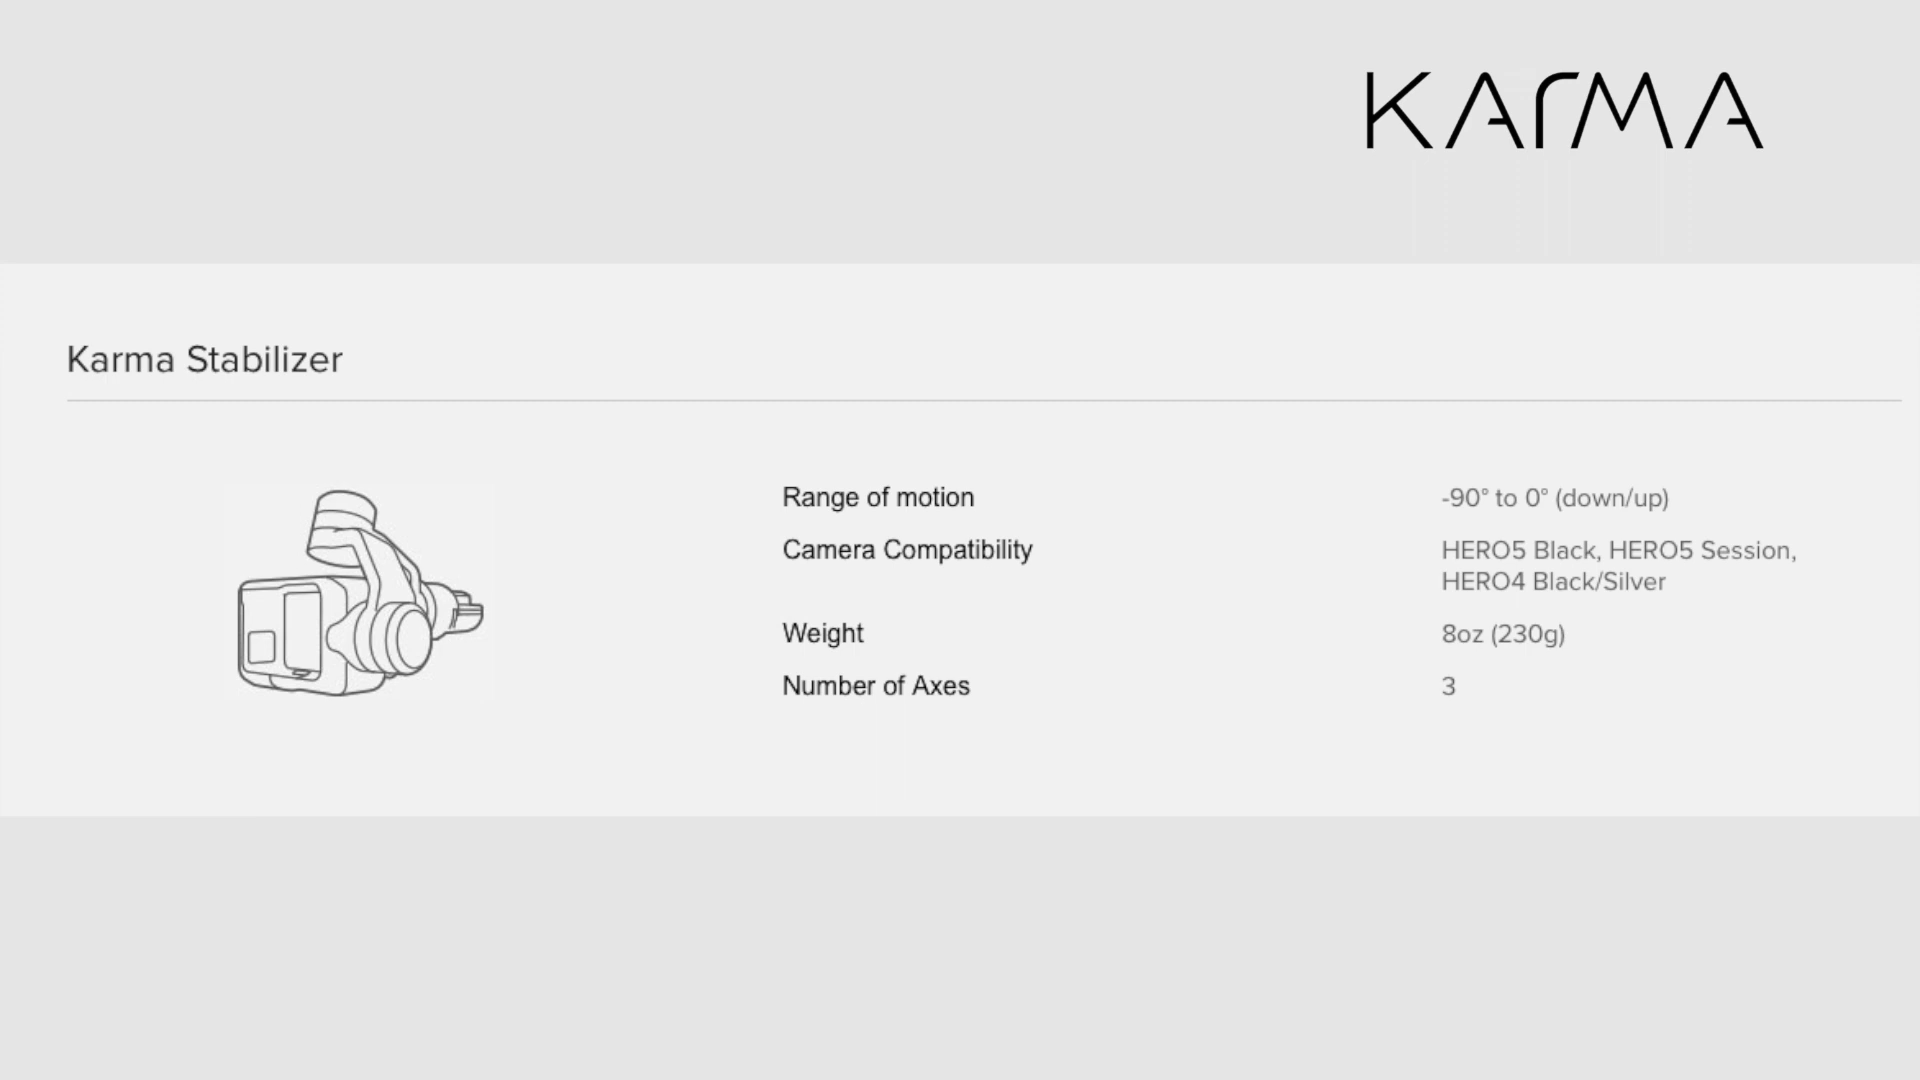 KARMA
Karma Stabilizer
Range of motion
-90° to 0° (down/up)
Camera Compatibility
HERO5 Black, HERO5 Session,
HERO4 Black/Silver
Weight
8oz (230g)
Number of Axes
3